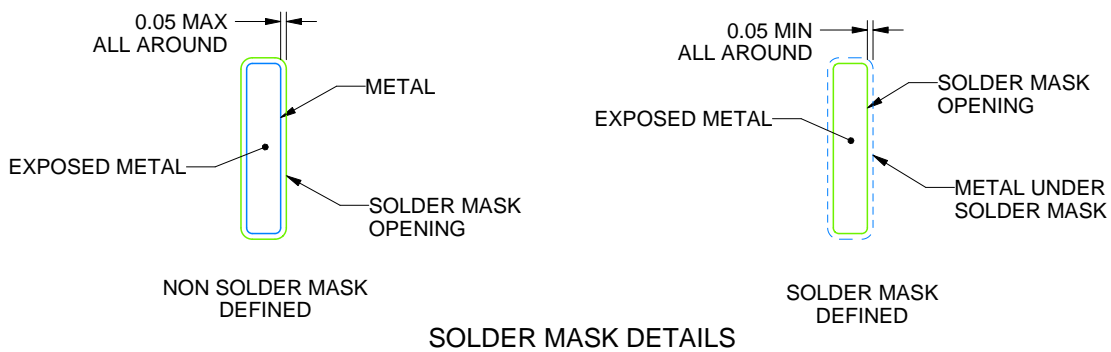 0.05 MAX
ALL AROUND
METAL
EXPOSED METAL
SOLDER MASK
OPENING
NON SOLDER MASK
DEFINED
0.05 MIN
ALL AROUND
SOLDER MASK
OPENING
EXPOSED METAL
METAL UNDER
SOLDER MASK
SOLDER MASK
DEFINED
SOLDER MASK DETAILS